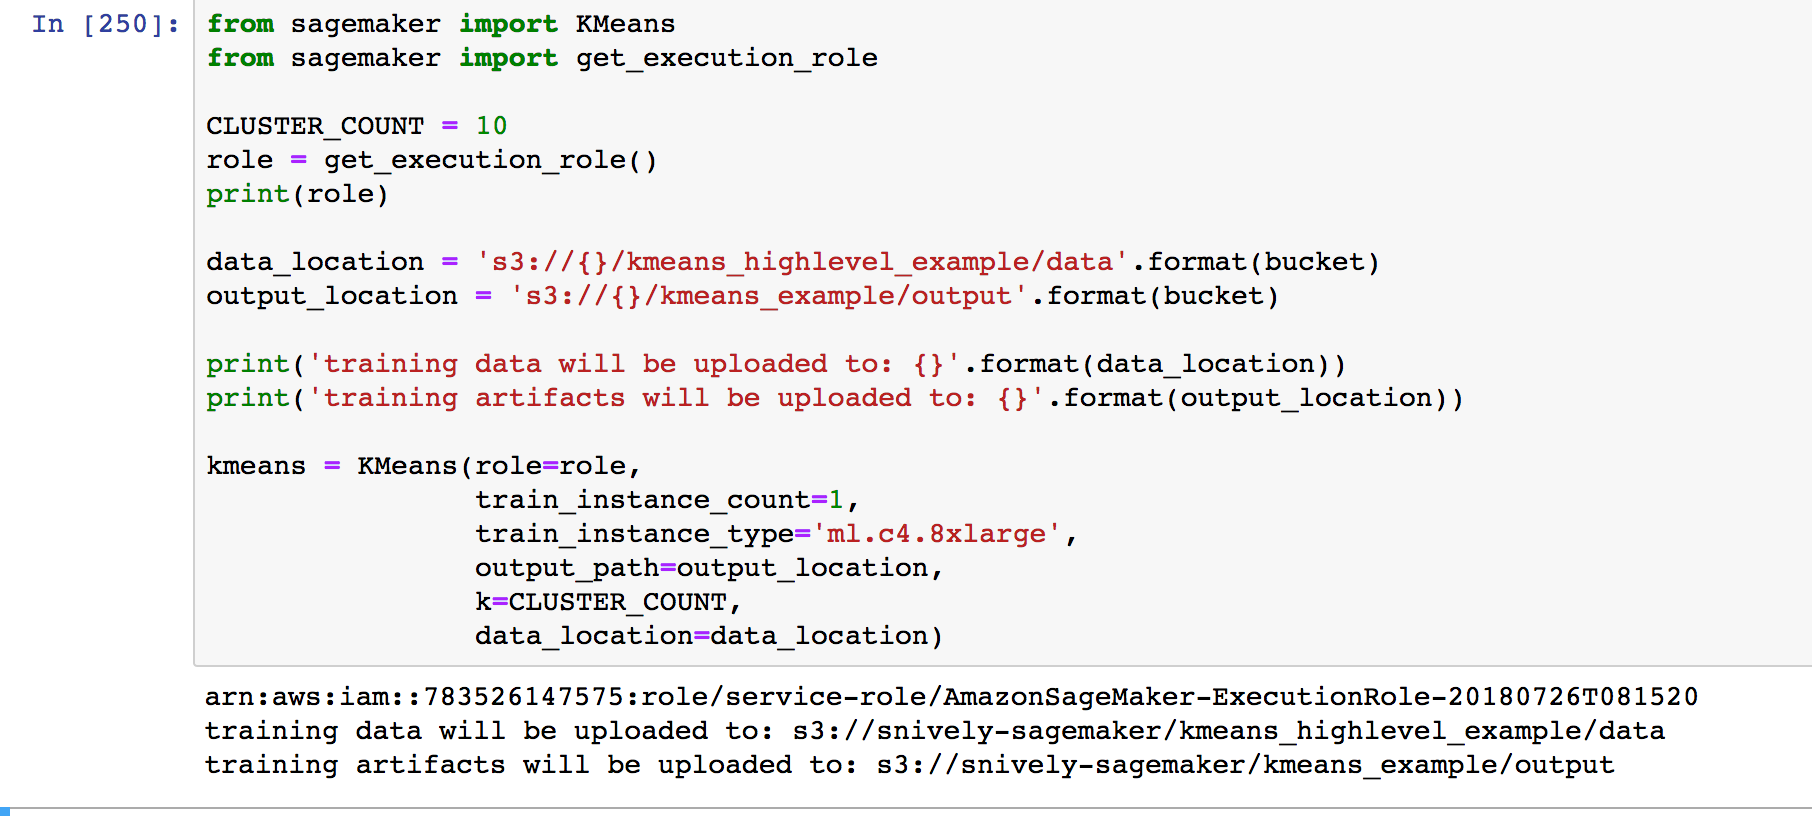 In [250]: from sagemaker import KMeans
from sagemaker import get_execution_role
CLUSTER_COUNT = 10
role = get_execution_role()
print(role)
data_location = 's3://{}/kmeans_highlevel_example/data'.format(bucket)
output_location = 's3://{}/kmeans_example/output'.format(bucket)
print('training data will be uploaded to: {}'.format(data_location))
print('training artifacts will be uploaded to: {}'.format(output_location))
kmeans = KMeans(role=role,
train_instance_count=1,
train_instance_type='ml.c4.8xlarge',
output_path=output_location,
k=CLUSTER_COUNT,
data_location=data_location)
arn:aws:iam::783526147575:role/service-role/AmazonSageMaker-ExecutionRole-20180726T081520
training data will be uploaded to: s3://snively-sagemaker/kmeans_highlevel_example/data
training artifacts will be uploaded to: s3://snively-sagemaker/kmeans_example/output